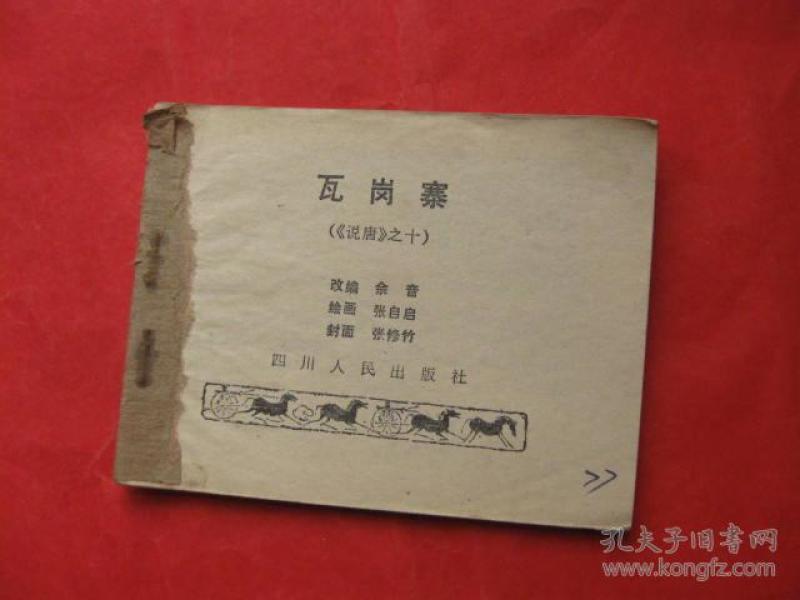 瓦岗寨
(《说唐》之十)
改编 余音
绘画 张自启
封面 张修竹
四川人民出版社
>>
孔夫子旧书网
www.kongfz.com